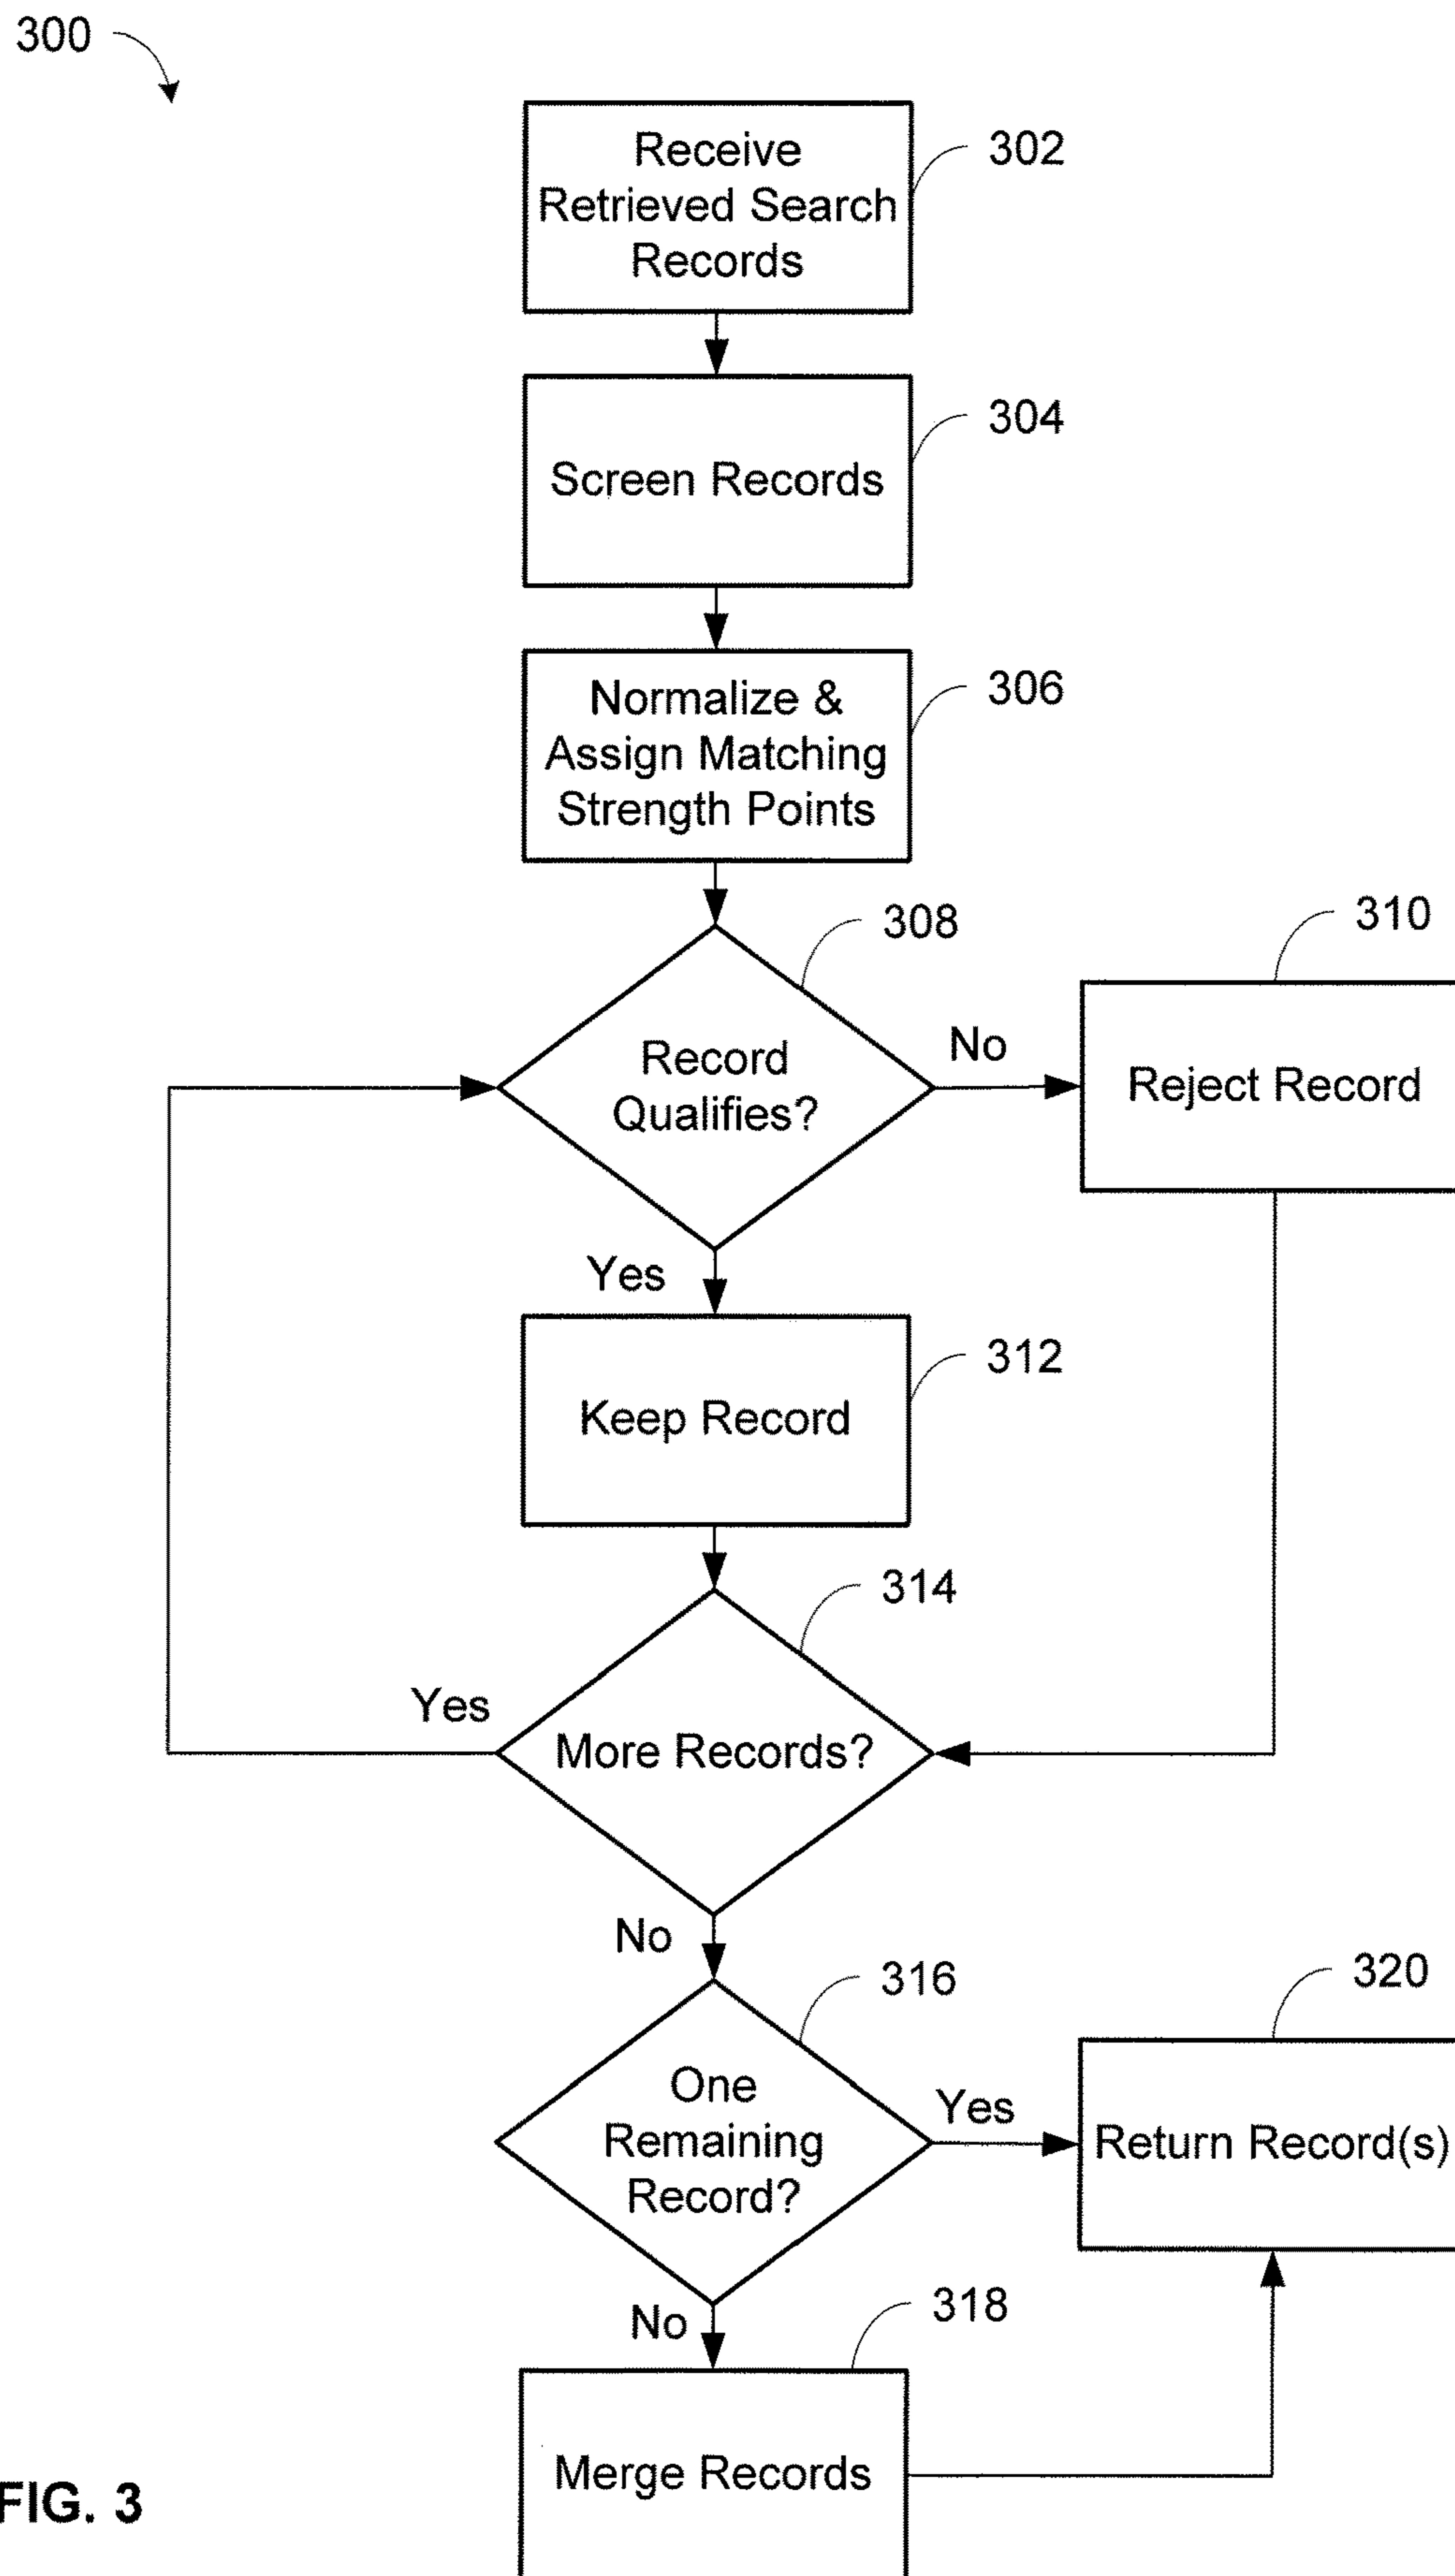 300
Receive
Retrieved Search
Records
302
Screen Records
304
Normalize &
Assign Matching
Strength Points
306
308
Record
Qualifies?
No
310
Reject Record
Yes
Keep Record
312
314
More Records?
Yes
No
316
One
Remaining
Record?
Yes
320
Return Record(s)
No
318
Merge Records
FIG. 3